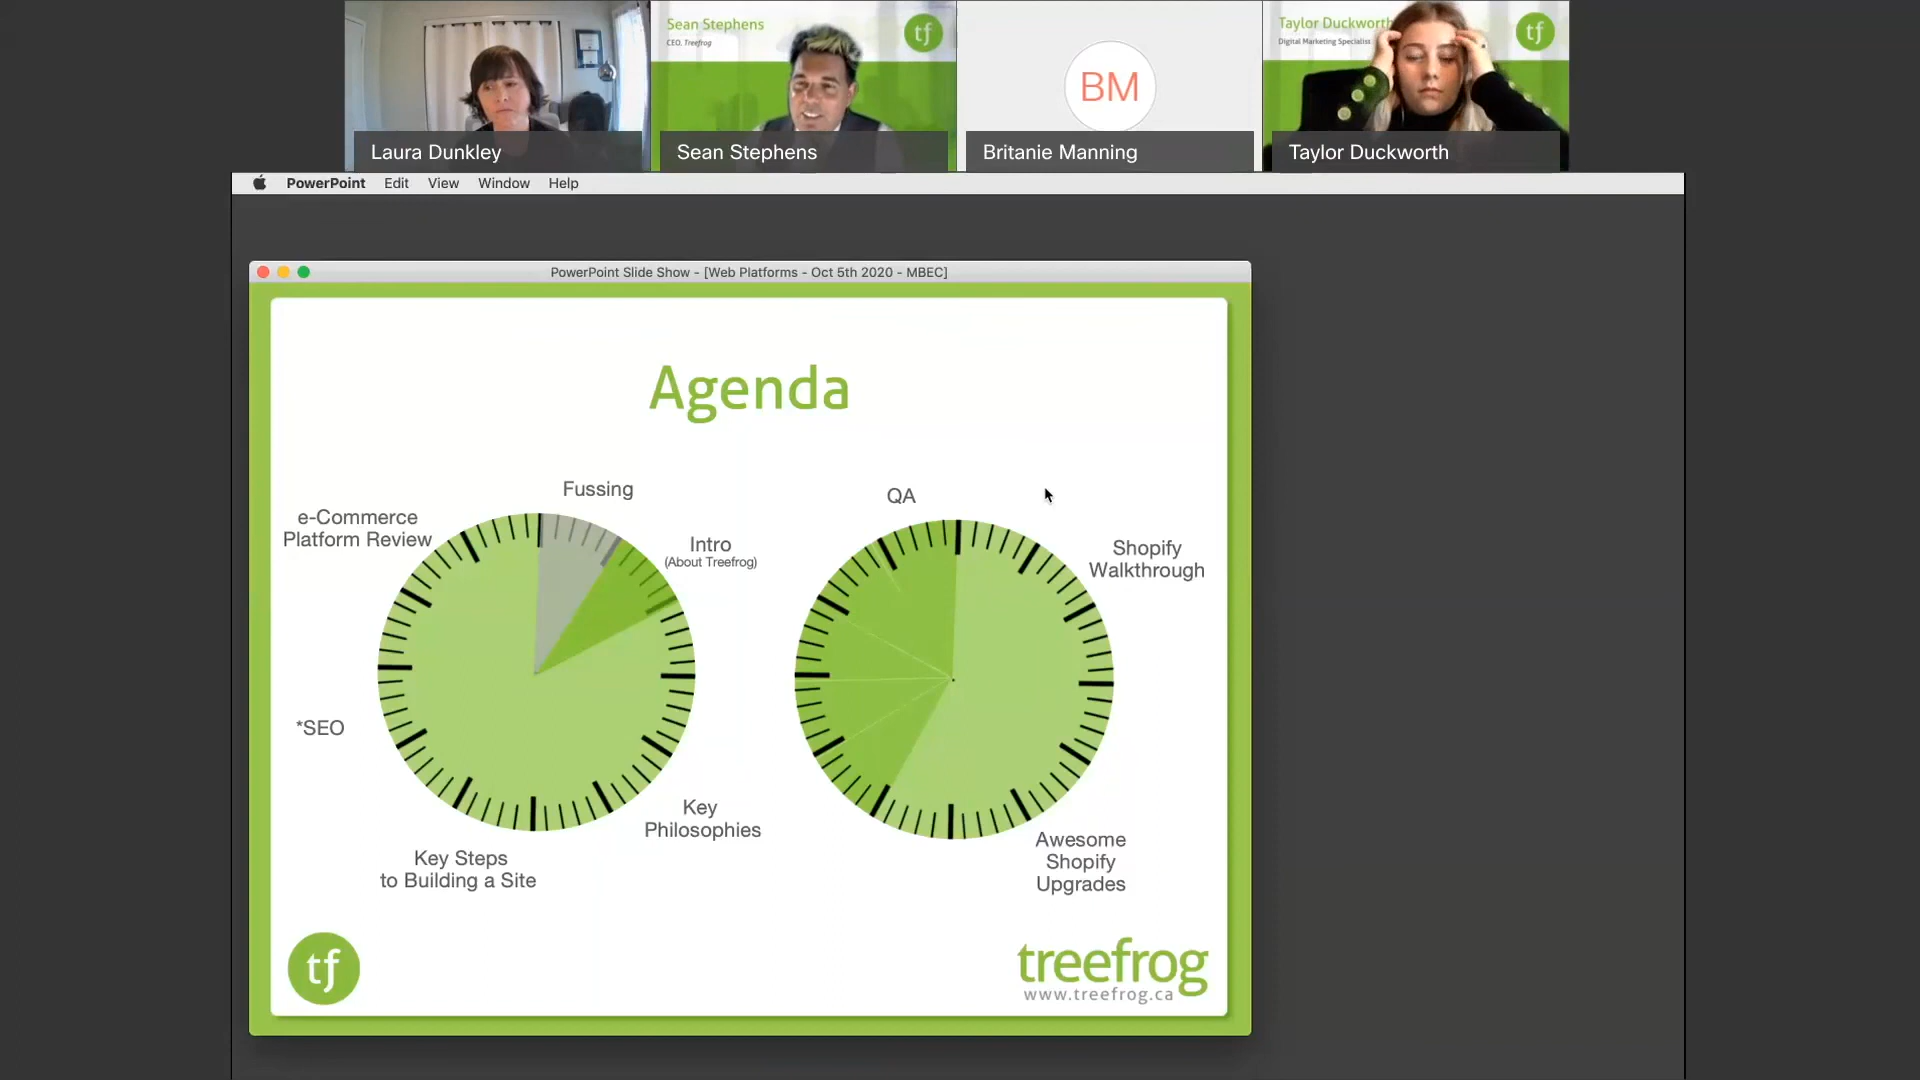 Sean Stephens
CEO, Treefrog
tf
BM
Taylor Duckworth
Digital Marketing Specialist
tf
Laura Dunkley
Sean Stephens
Britanie Manning
Taylor Duckworth
PowerPoint Edit View Window Help
PowerPoint Slide Show - [Web Platforms - Oct 5th 2020 - MBEC]
Agenda
Fussing
Intro
(About Treefrog)
Key
Philosophies
Key Steps
to Building a Site
*SEO
e-Commerce
Platform Review
QA
Shopify
Walkthrough
Awesome
Shopify
Upgrades
tf
treefrog
www.treefrog.ca